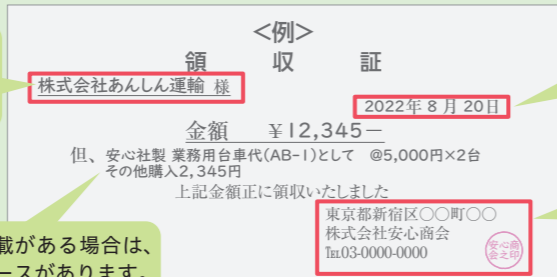 ＜例＞
領収証
株式会社あんしん運輸 様
2022年8月20日
金額 ￥12,345－
但、安心社製 業務用台車代(AB-1)として @5,000円×2台
その他購入2,345円
上記金額正に領収いたしました
東京都新宿区〇〇町〇〇
株式会社安心商会
℡03-0000-0000
安心商
会之印
載がある場合は、
ースがあります。